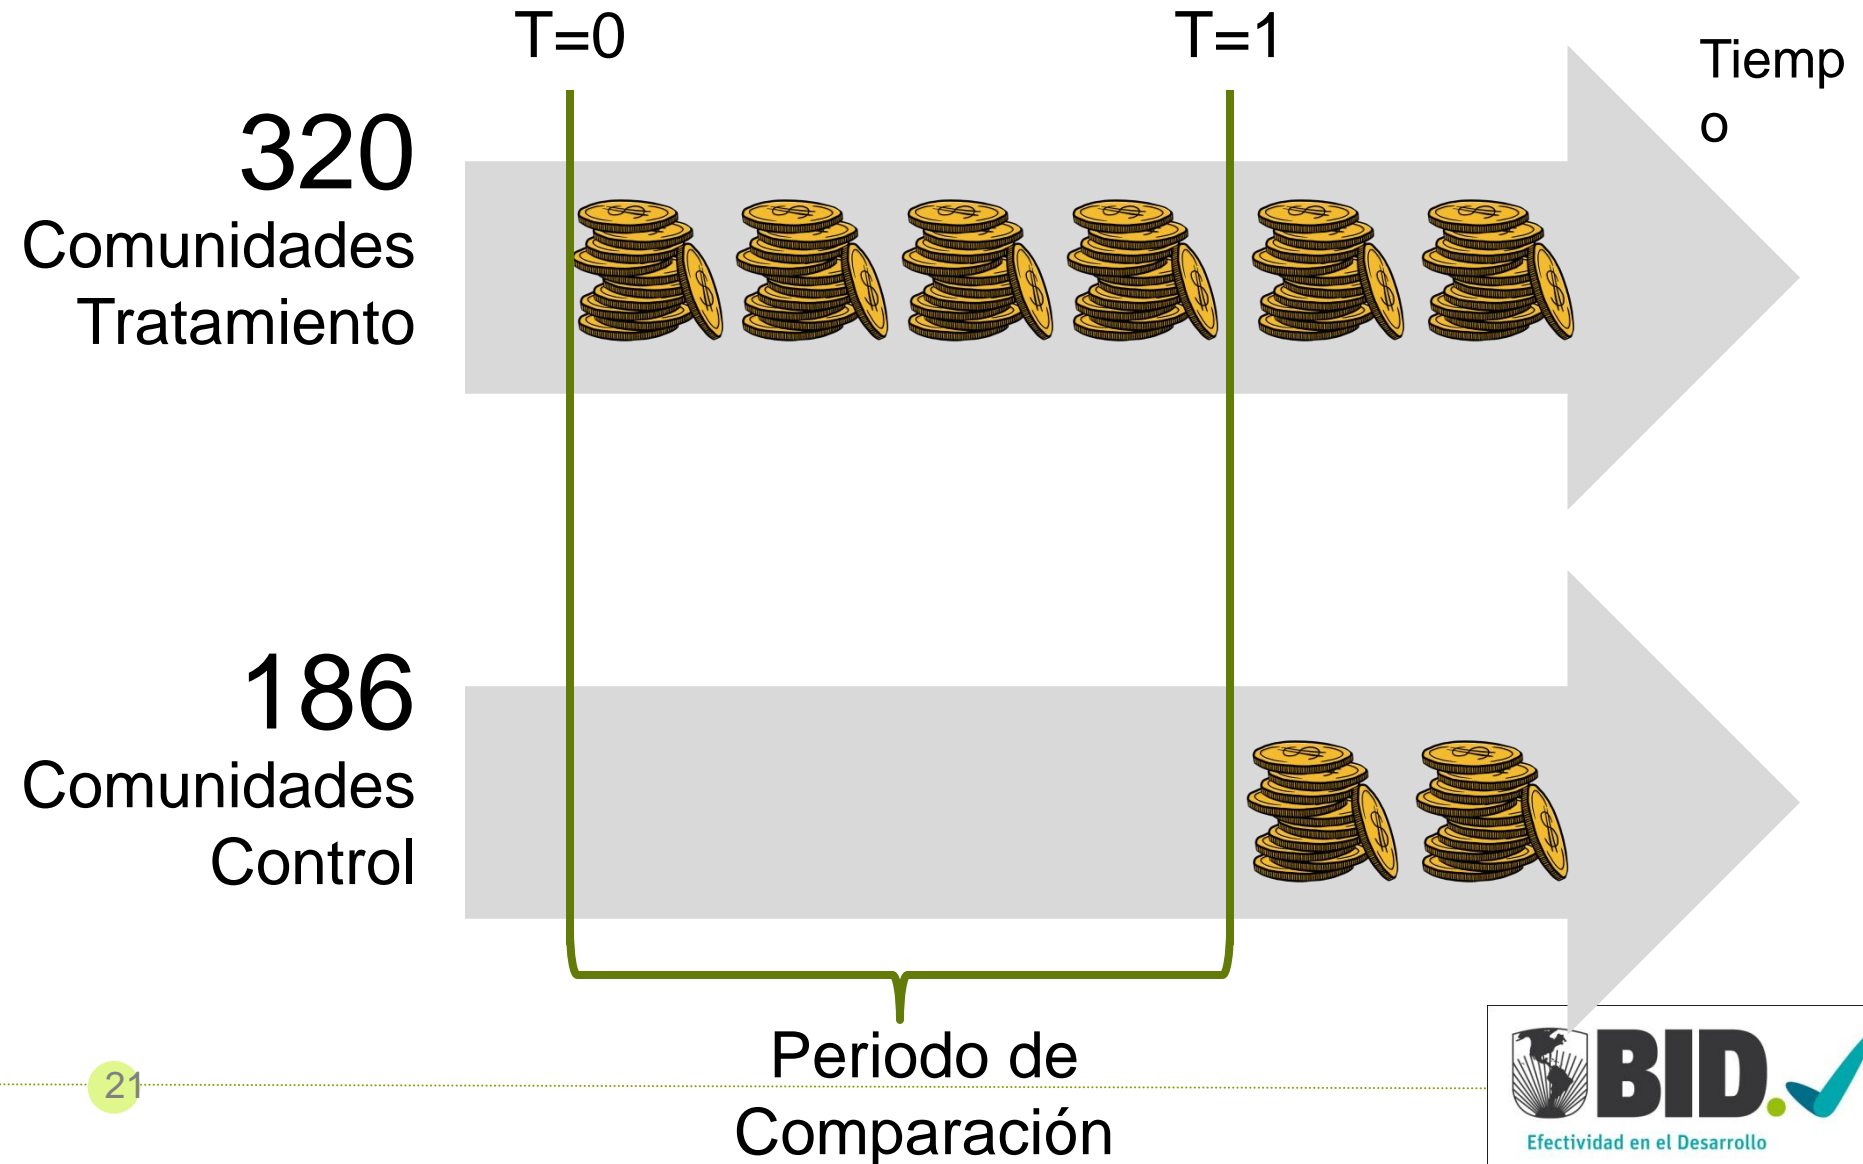 T=0
T=1
Tiemp
o
320
Comunidades
Tratamiento
186
Comunidades
Control
Periodo de
Comparación
21
BID.
Efectividad en el Desarrollo